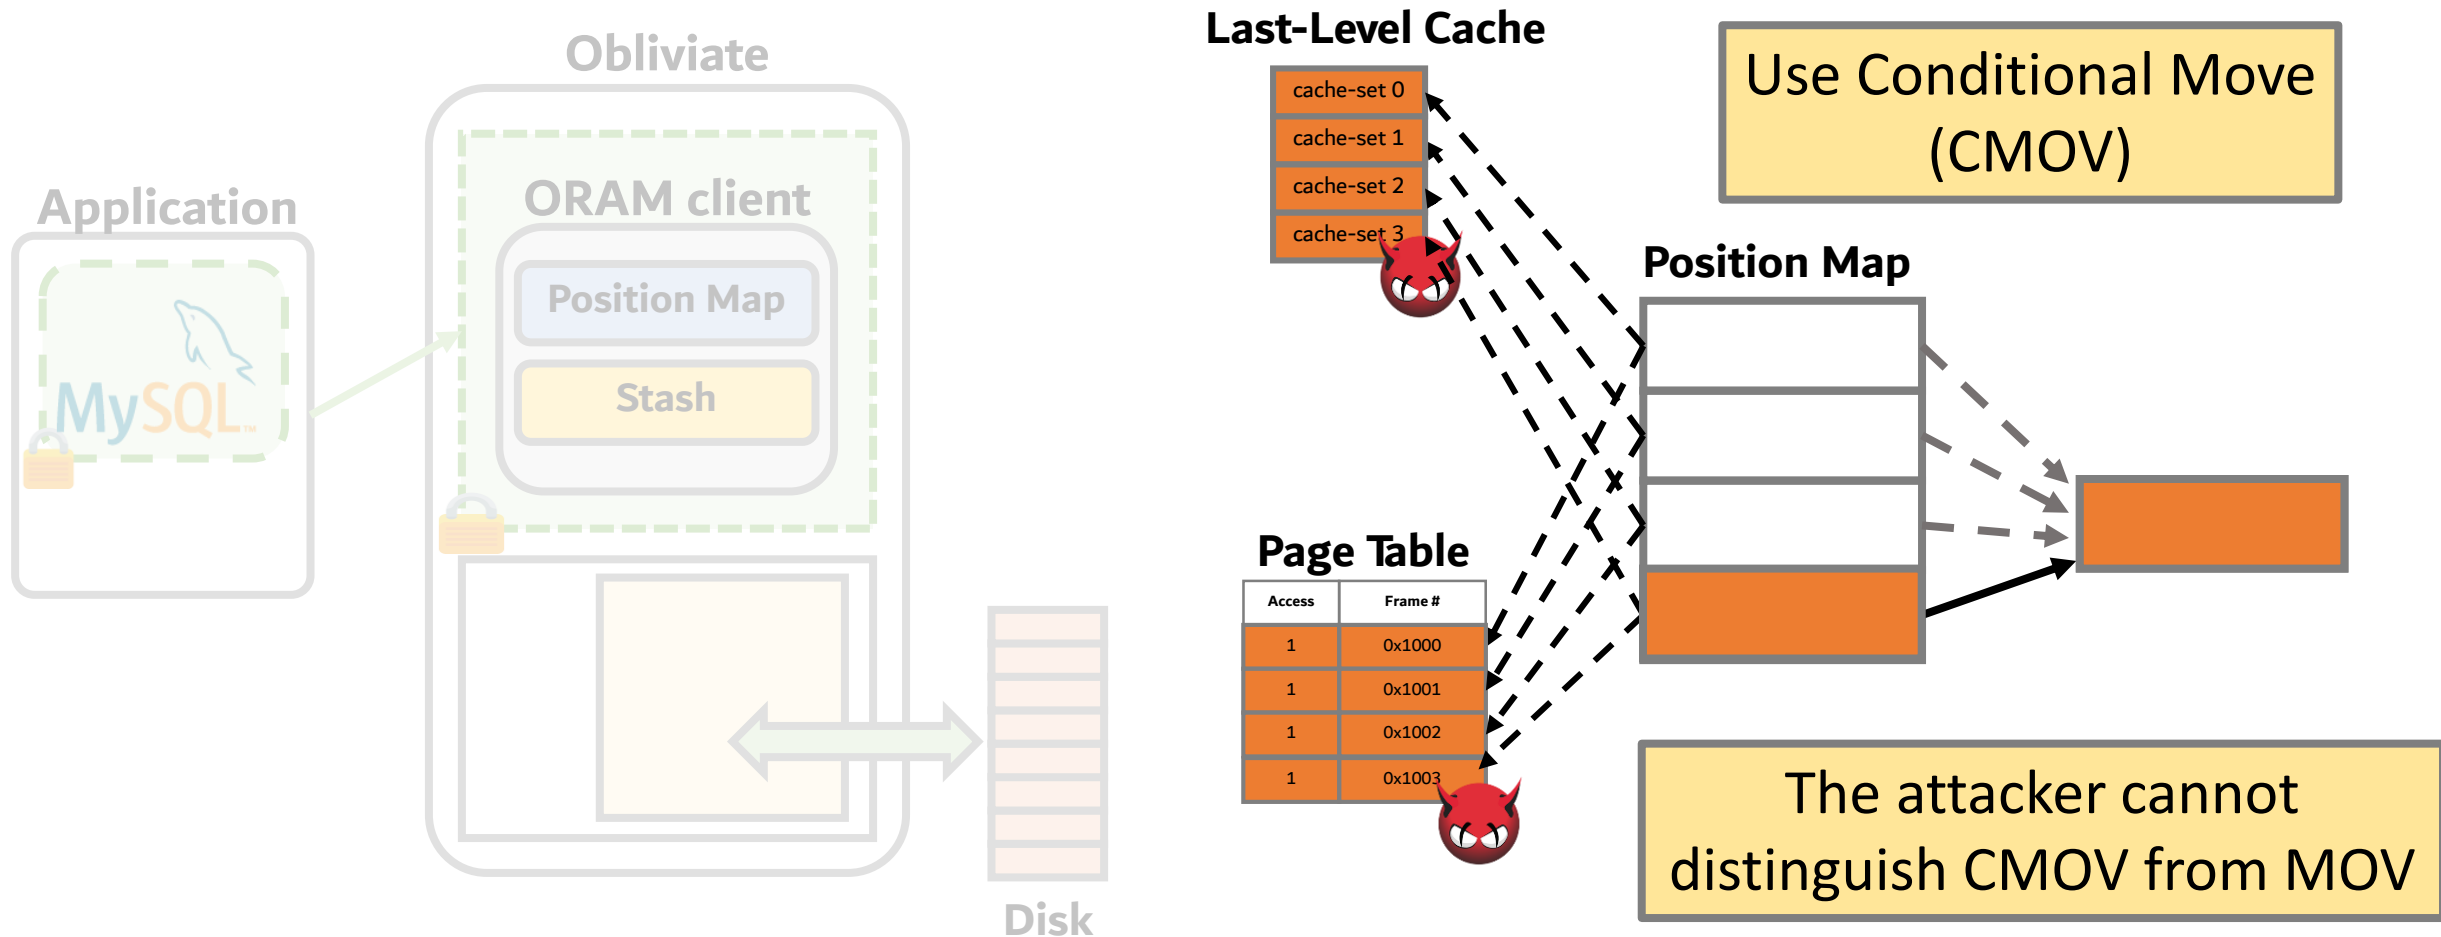 Obliviate
Application
ORAM client
Position Map
Stash
MySQL™
Disk
Last-Level Cache
cache-set 0
cache-set 1
cache-set 2
cache-set 3
Use Conditional Move
(CMOV)
Position Map
Page Table
Access Frame #
1 0x1000
1 0x1001
1 0x1002
1 0x1003
The attacker cannot
distinguish CMOV from MOV